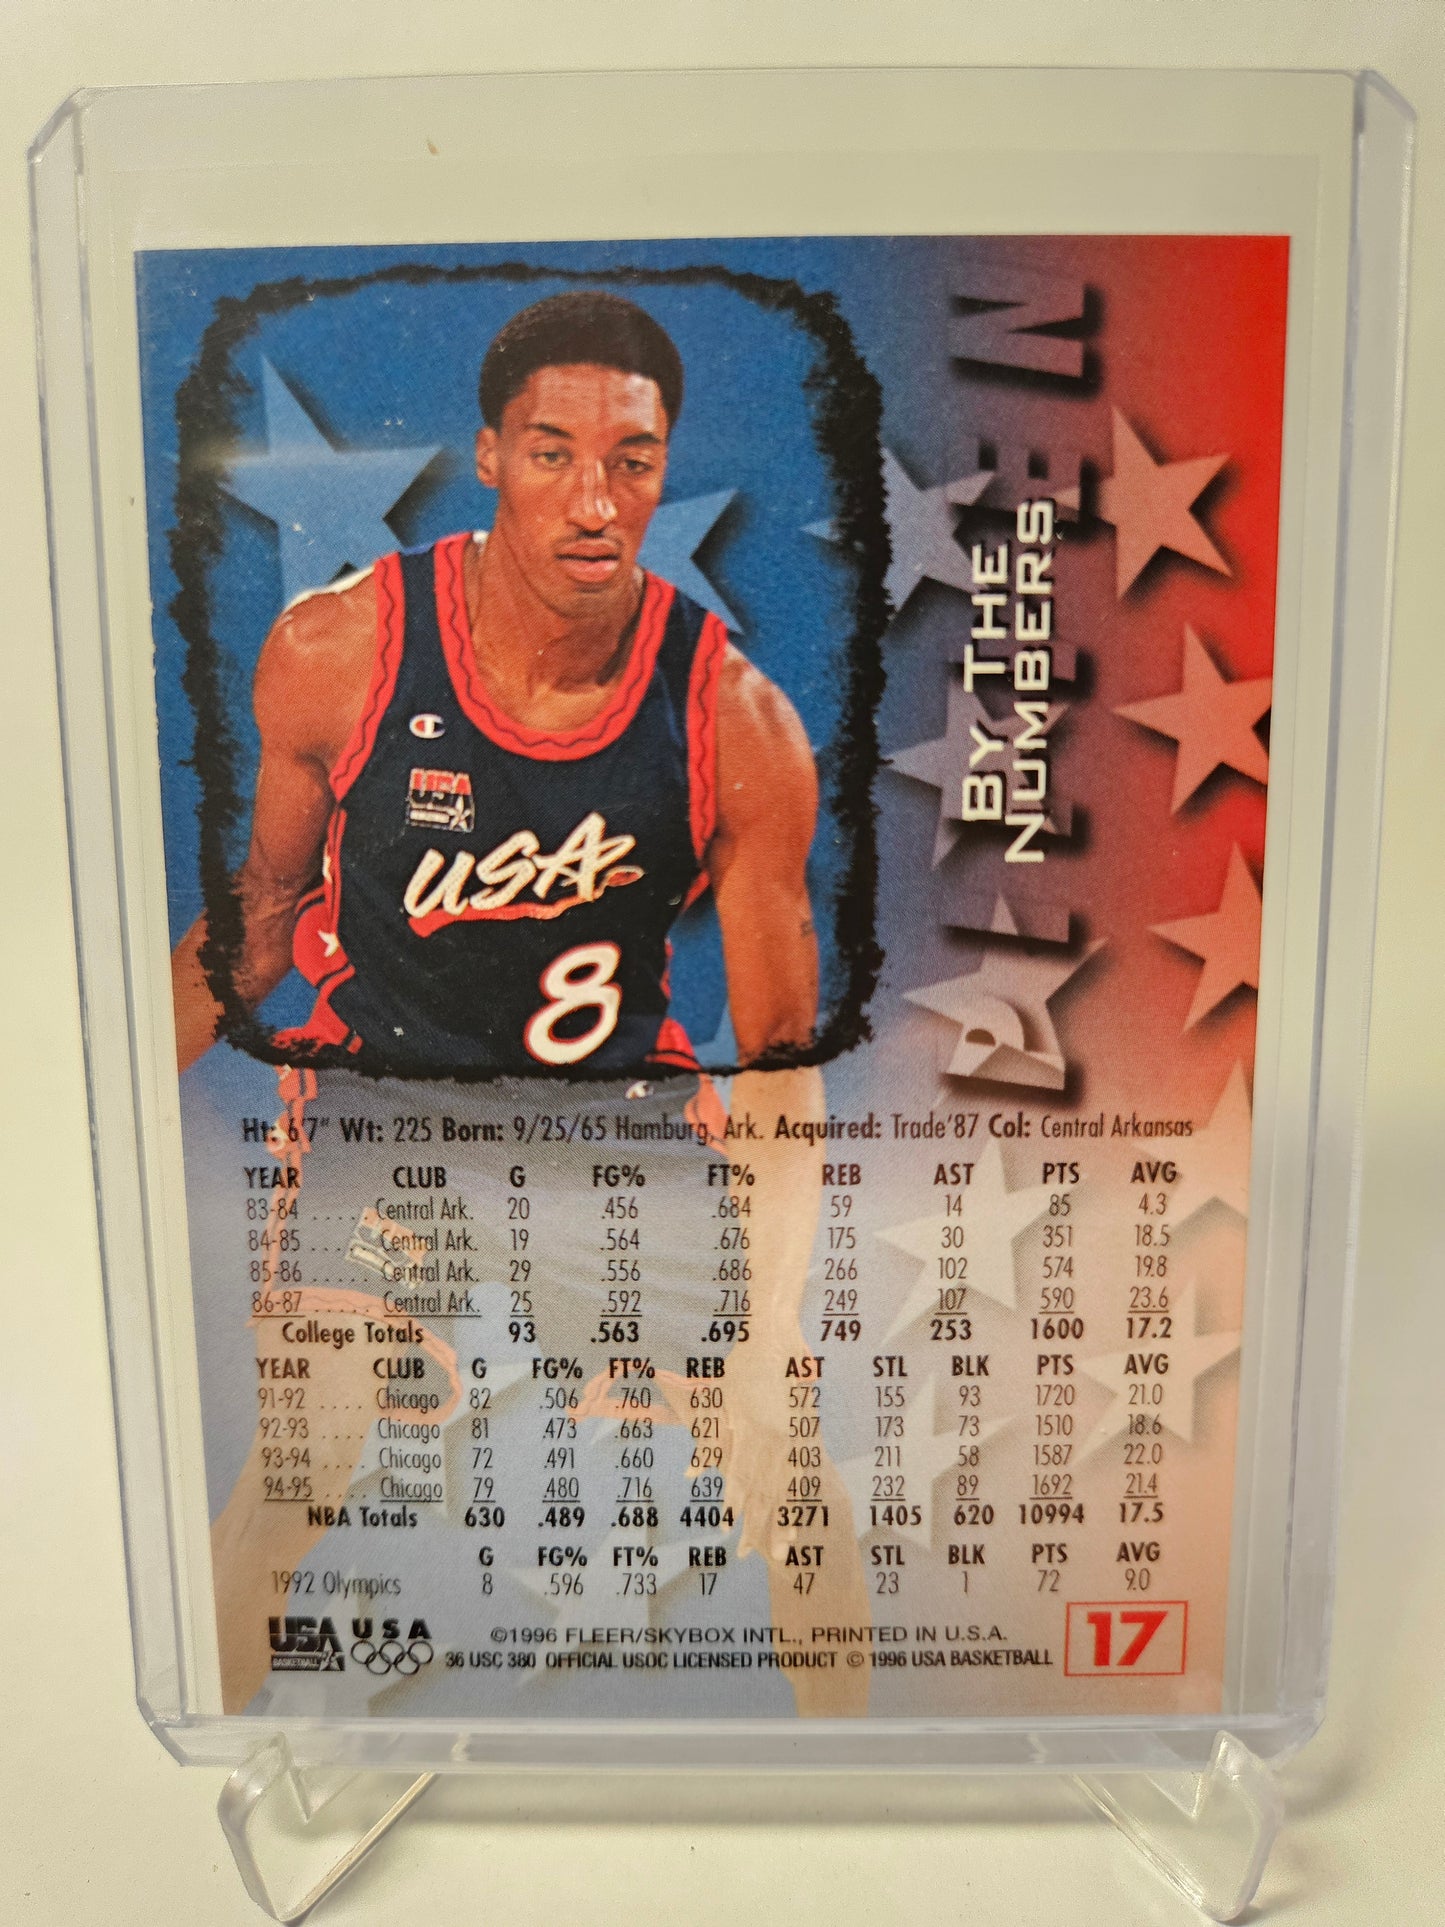 PIPPEN
BY THE
NUMBERS
USA
USA
8
Ht: 6'7" Wt: 225 Born: 9/25/65 Hamburg, Ark. Acquired: Trade'87 Col: Central Arkansas
YEAR CLUB G FG% FT% REB AST PTS AVG
83-84 ..... Central Ark. 20 .456 .684 59 14 85 4.3
84-85 ..... Central Ark. 19 .564 .676 175 30 351 18.5
85-86 ..... Central Ark. 29 .556 .686 266 102 574 19.8
86-87 ..... Central Ark. 25 .592 .716 249 107 590 23.6
College Totals 93 .563 .695 749 253 1600 17.2
YEAR CLUB G FG% FT% REB AST STL BLK PTS AVG
91-92 .... Chicago 82 .506 .760 630 572 155 93 1720 21.0
92-93 .... Chicago 81 .473 .663 621 507 173 73 1510 18.6
93-94 .... Chicago 72 .491 .660 629 403 211 58 1587 22.0
94-95 .... Chicago 79 .480 .716 639 409 232 89 1692 21.4
NBA Totals 630 .489 .688 4404 3271 1405 620 10994 17.5
G FG% FT% REB AST STL BLK PTS AVG
1992 Olympics 8 .596 .733 17 47 23 1 72 9.0
USA BASKETBALL USA ©1996 FLEER/SKYBOX INTL., PRINTED IN U.S.A.
36 USC 380 OFFICIAL USOC LICENSED PRODUCT © 1996 USA BASKETBALL
17